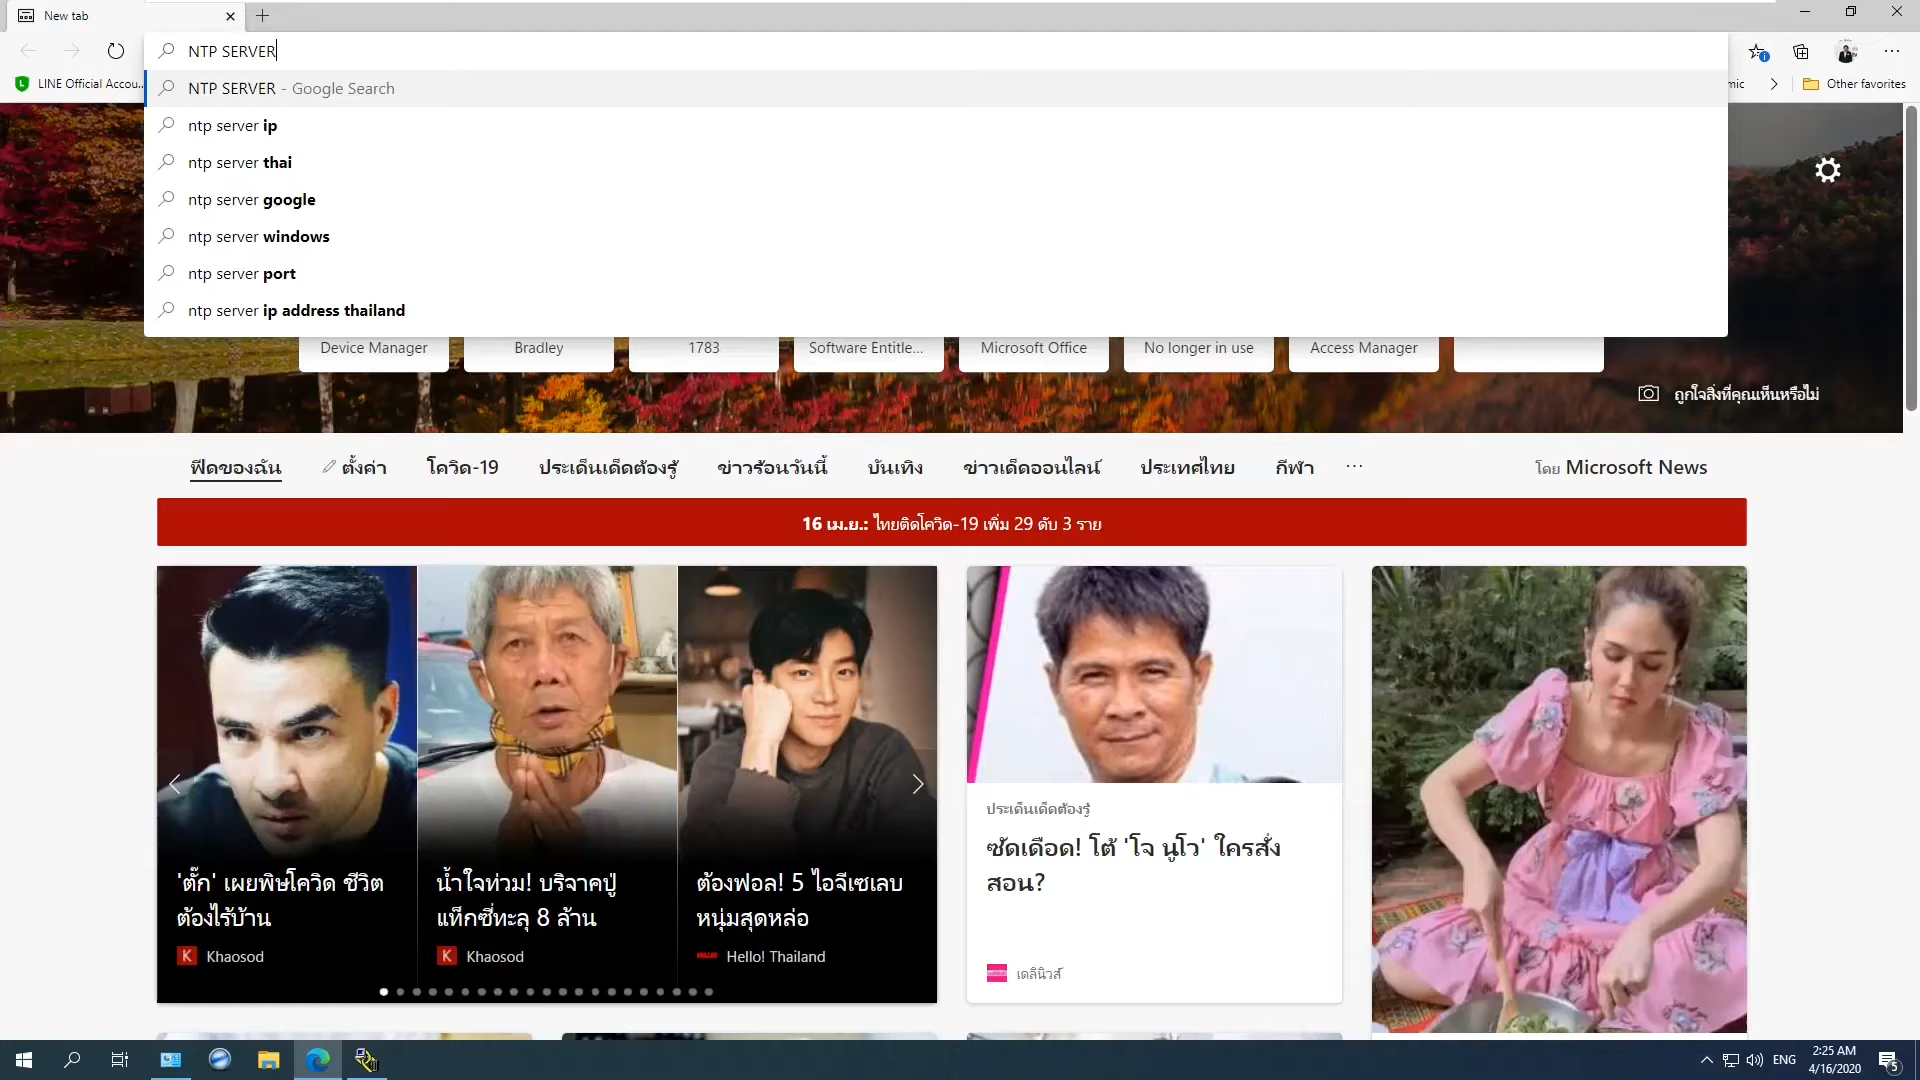 New tab
NTP SERVER
LINE Official Accou...
mic
Other favorites
NTP SERVER - Google Search
ntp server ip
ntp server thai
ntp server google
ntp server windows
ntp server port
ntp server ip address thailand
Device Manager
Bradley
1783
Software Entitle...
Microsoft Office
No longer in use
Access Manager
ถูกใจสิ่งที่คุณเห็นหรือไม่
ฟีดของฉัน
ตั้งค่า
โควิด-19
ประเด็นเด็ดต้องรู้
ข่าวร้อนวันนี้
บันเทิง
ข่าวเด็ดออนไลน์
ประเทศไทย
กีฬา
...
โดย Microsoft News
16 เม.ย.: ไทยติดโควิด-19 เพิ่ม 29 ดับ 3 ราย
'ตั๊ก' เผยพิษโควิด ชีวิต
ต้องไร้บ้าน
K Khaosod
น้ำใจท่วม! บริจาคปู่
แท็กซี่ทะลุ 8 ล้าน
K Khaosod
ต้องฟอล! 5 ไอจีเซเลบ
หนุ่มสุดหล่อ
Hello! Thailand
ประเด็นเด็ดต้องรู้
ซัดเดือด! โต้ 'โจ นูโว' ใครสั่ง
สอน?
เดลินิวส์
ENG
2:25 AM
4/16/2020
5